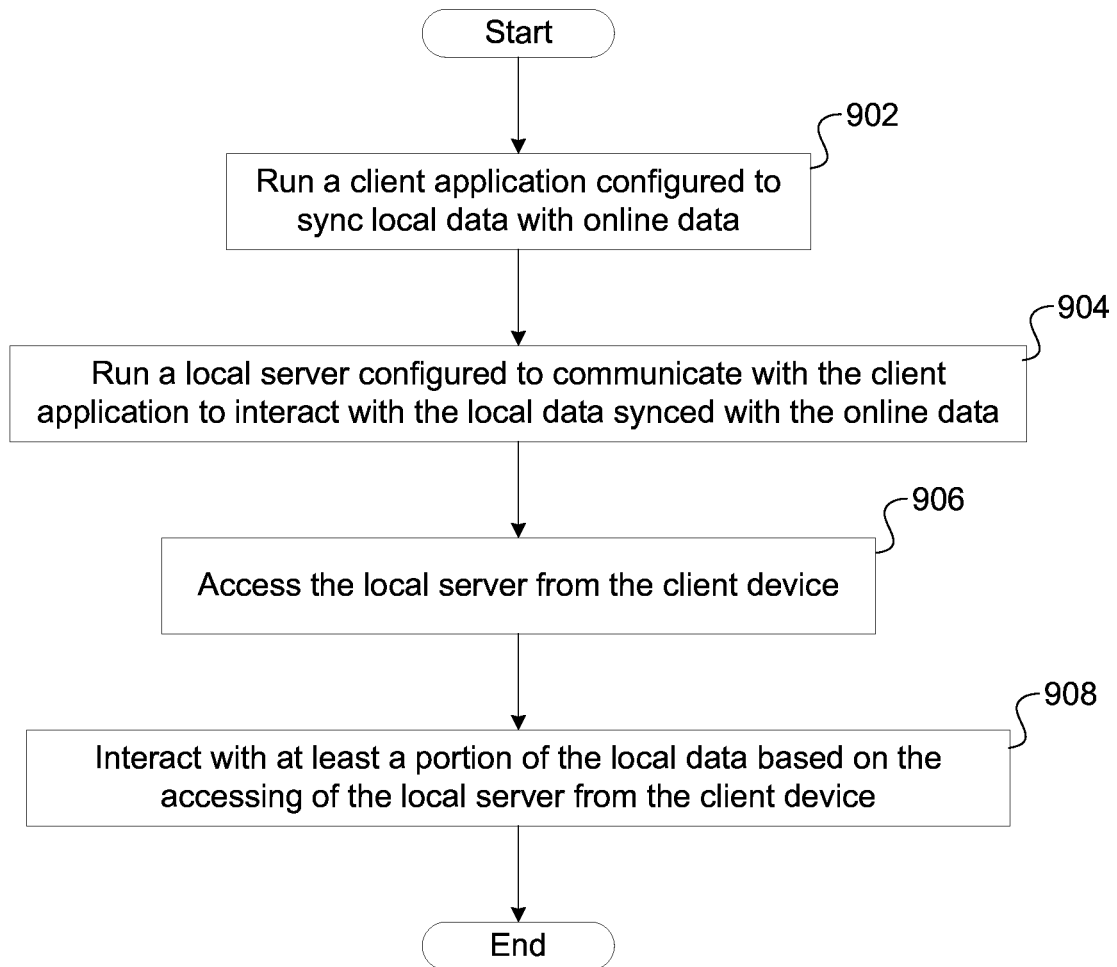 Start
902
Run a client application configured to
sync local data with online data
904
Run a local server configured to communicate with the client
application to interact with the local data synced with the online data
906
Access the local server from the client device
908
Interact with at least a portion of the local data based on the
accessing of the local server from the client device
End